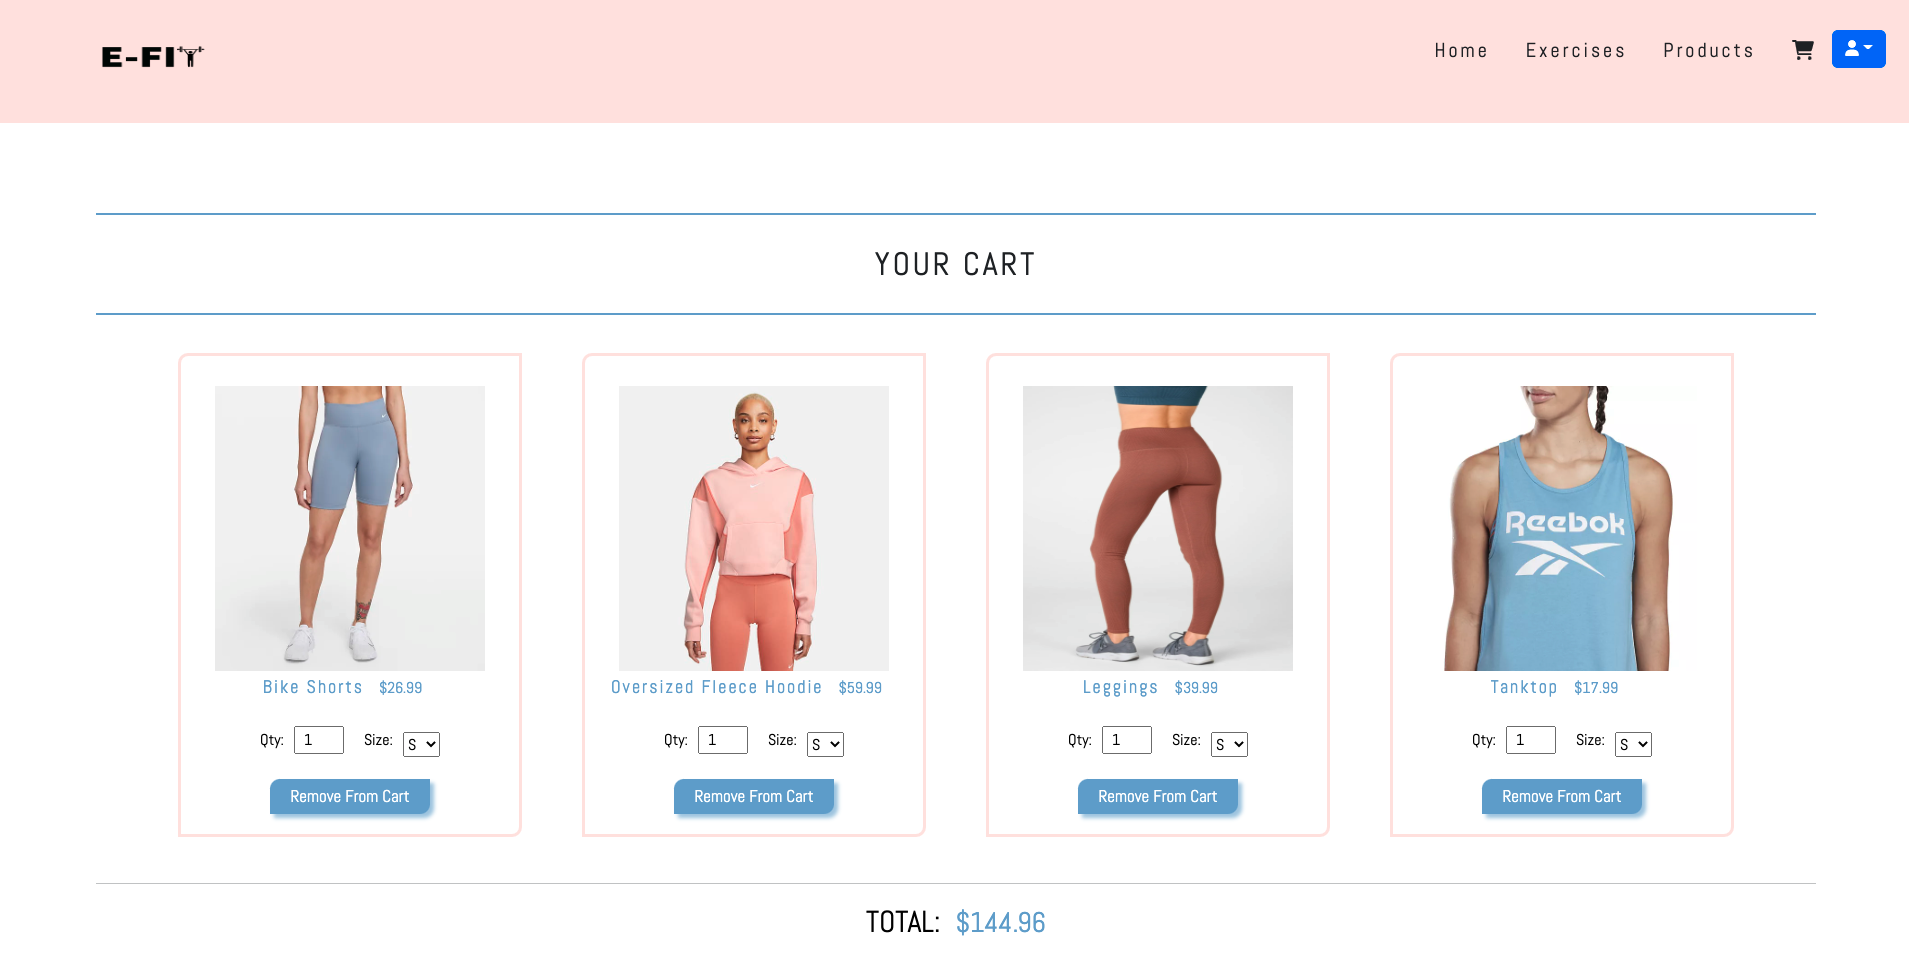 E-FIT
Home Exercises Products
YOUR CART
Reebok
Bike Shorts $26.99
Qty: 1 Size: S
Remove From Cart
Oversized Fleece Hoodie $59.99
Qty: 1 Size: S
Remove From Cart
Leggings $39.99
Qty: 1 Size: S
Remove From Cart
Tanktop $17.99
Qty: 1 Size: S
Remove From Cart
TOTAL: $144.96